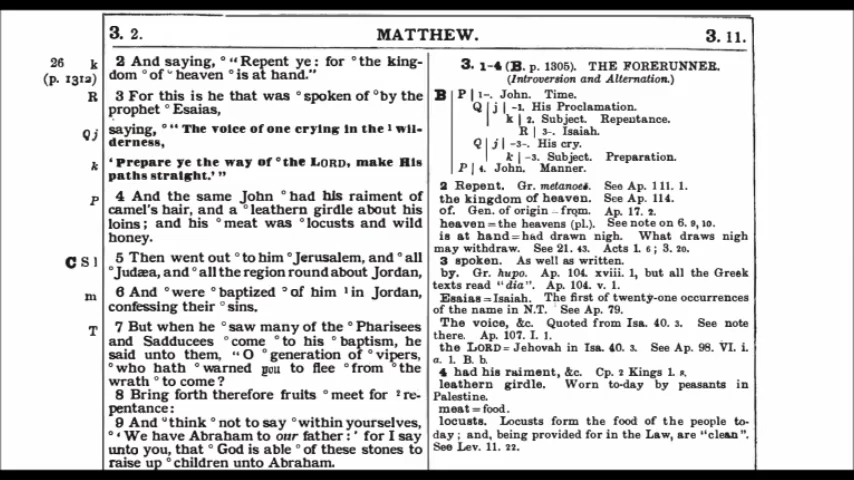 3. 2.
MATTHEW.
3. 11.
26 k
(p. 1312)
2 And saying, °"Repent ye: for °the king-
dom °of °heaven °is at hand."
R
3 For this is he that was °spoken of °by the
prophet °Esaias,
Qj
saying, °"The voice of one crying in the ¹wil-
derness,
k
'Prepare ye the way of °the LORD, make His
paths straight.'"
P
4 And the same John °had his raiment of
camel's hair, and a °leathern girdle about his
loins; and his °meat was °locusts and wild
honey.
C S l
5 Then went out °to him °Jerusalem, and °all
Judæa, and °all the region round about Jordan,
m
6 And °were °baptized °of him ¹in Jordan,
confessing their °sins.
T
7 But when he °saw many of the °Pharisees
and Sadducees °come °to his °baptism, he
said unto them, "O °generation of °vipers,
°who hath °warned you to flee °from °the
wrath °to come?
8 Bring forth therefore fruits °meet for ²re-
pentance:
9 And °think °not to say °within yourselves,
°'We have Abraham to our father:' for I say
unto you, that °God is able °of these stones to
raise up °children unto Abraham.
3. 1-4 (B. p. 1305). THE FORERUNNER.
(Introversion and Alternation.)
B | P | 1-. John. Time.
Q | j | -1. His Proclamation.
k | 2. Subject. Repentance.
R | 3-. Isaiah.
Q | j | -3-. His cry.
k | -3. Subject. Preparation.
P | 4. John. Manner.
2 Repent. Gr. metanoeō. See Ap. 111. 1.
the kingdom of heaven. See Ap. 114.
of. Gen. of origin = from. Ap. 17. 2.
heaven = the heavens (pl.). See note on 6. 9, 10.
is at hand = had drawn nigh. What draws nigh
may withdraw. See 21. 43. Acts 1. 6; 3. 20.
3 spoken. As well as written.
by. Gr. hupo. Ap. 104. xviii. 1, but all the Greek
texts read "dia". Ap. 104. v. 1.
Esaias = Isaiah. The first of twenty-one occurrences
of the name in N.T. See Ap. 79.
The voice, &c. Quoted from Isa. 40. 3. See note
there. Ap. 107. I. 1.
the LORD = Jehovah in Isa. 40. 3. See Ap. 98. VI. i.
a. 1. B. b.
4 had his raiment, &c. Cp. 2 Kings 1. 8.
leathern girdle. Worn to-day by peasants in
Palestine.
meat = food.
locusts. Locusts form the food of the people to-
day; and, being provided for in the Law, are "clean".
See Lev. 11. 22.